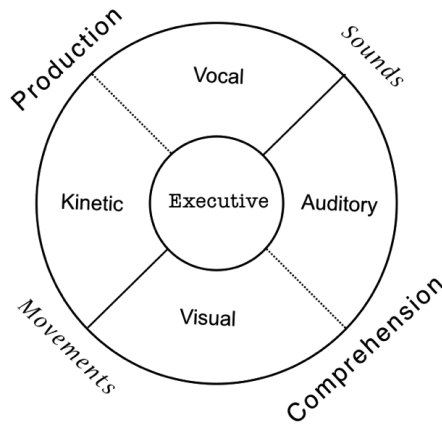 Production
Sounds
Vocal
Kinetic
Executive
Auditory
Visual
Movements
Comprehension